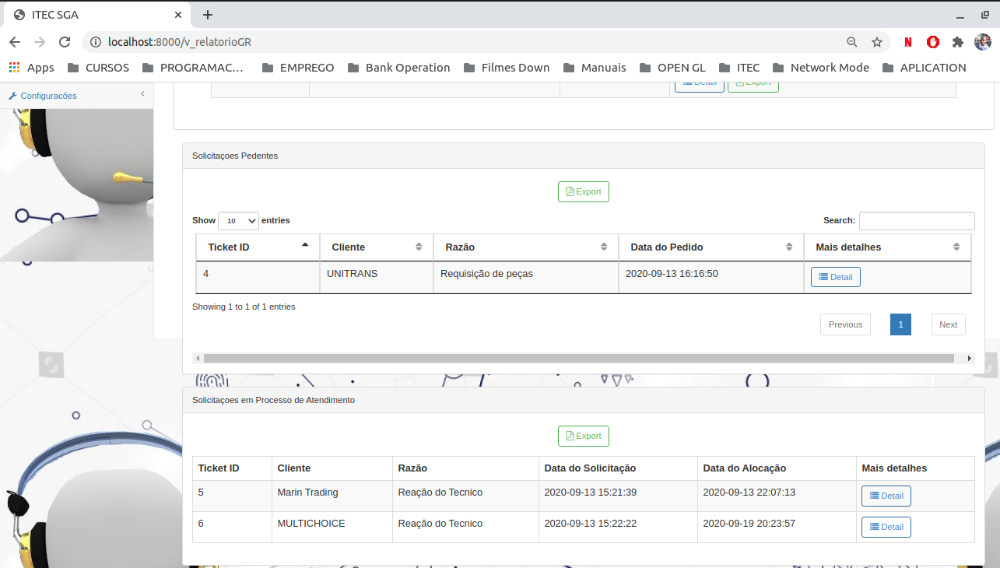 ITEC SGA
localhost:8000/v_relatorioGR
Apps CURSOS PROGRAMAC... EMPREGO Bank Operation Filmes Down Manuais OPEN GL ITEC Network Mode APLICATION
Configuracões
Detail Export
Solicitaçoes Pedentes
Export
Show 10 entries Search:
Ticket ID Cliente Razão Data do Pedido Mais detalhes
4 UNITRANS Requisição de peças 2020-09-13 16:16:50 Detail
Showing 1 to 1 of 1 entries
Previous 1 Next
Solicitaçoes em Processo de Atendimento
Export
Ticket ID Cliente Razão Data do Solicitação Data do Alocação Mais detalhes
5 Marin Trading Reação do Tecnico 2020-09-13 15:21:39 2020-09-13 22:07:13 Detail
6 MULTICHOICE Reação do Tecnico 2020-09-13 15:22:22 2020-09-19 20:23:57 Detail